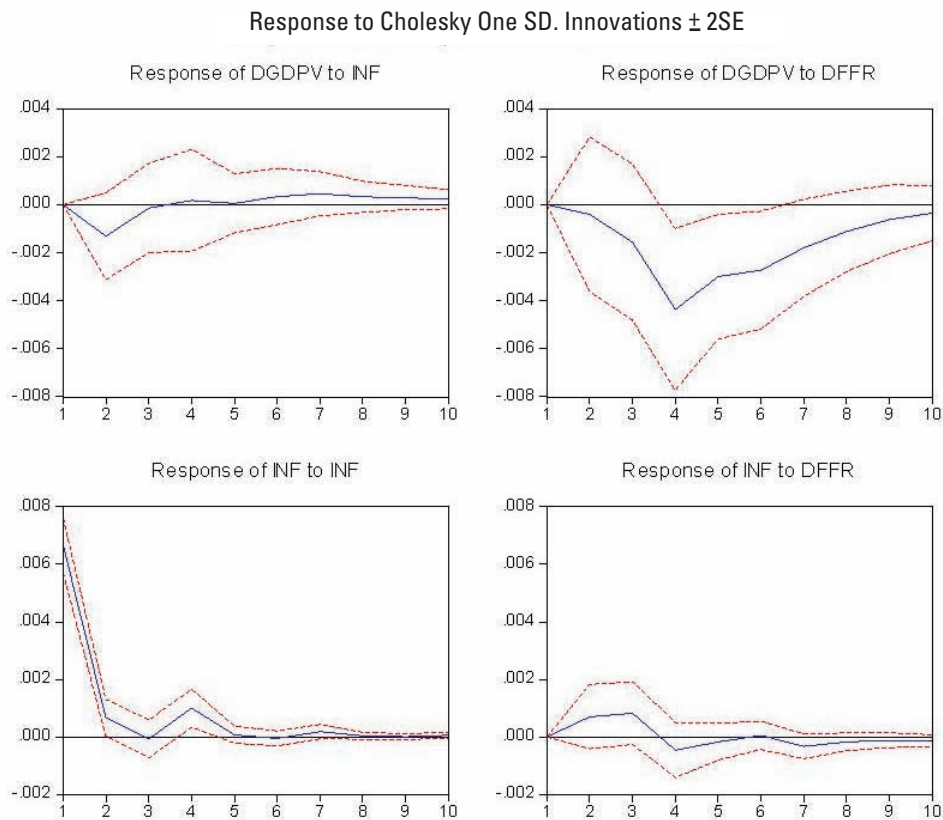 Response to Cholesky One SD. Innovations ± 2SE
Response of DGDPV to INF
.004
.002
.000
-.002
-.004
-.006
-.008
1 2 3 4 5 6 7 8 9 10
Response of DGDPV to DFFR
.004
.002
.000
-.002
-.004
-.006
-.008
1 2 3 4 5 6 7 8 9 10
Response of INF to INF
.008
.006
.004
.002
.000
-.002
1 2 3 4 5 6 7 8 9 10
Response of INF to DFFR
.008
.006
.004
.002
.000
-.002
1 2 3 4 5 6 7 8 9 10